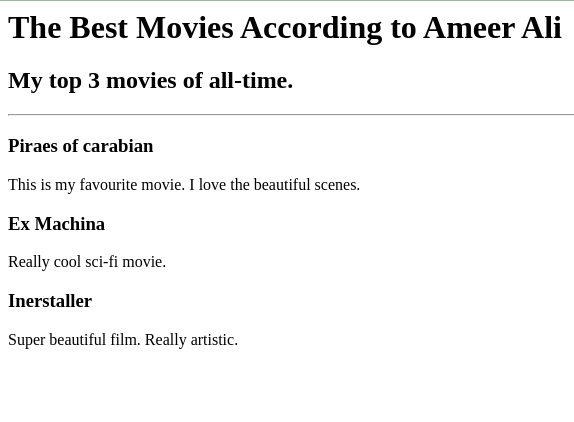 The Best Movies According to Ameer Ali
My top 3 movies of all-time.
Piraes of carabian
This is my favourite movie. I love the beautiful scenes.
Ex Machina
Really cool sci-fi movie.
Inerstaller
Super beautiful film. Really artistic.